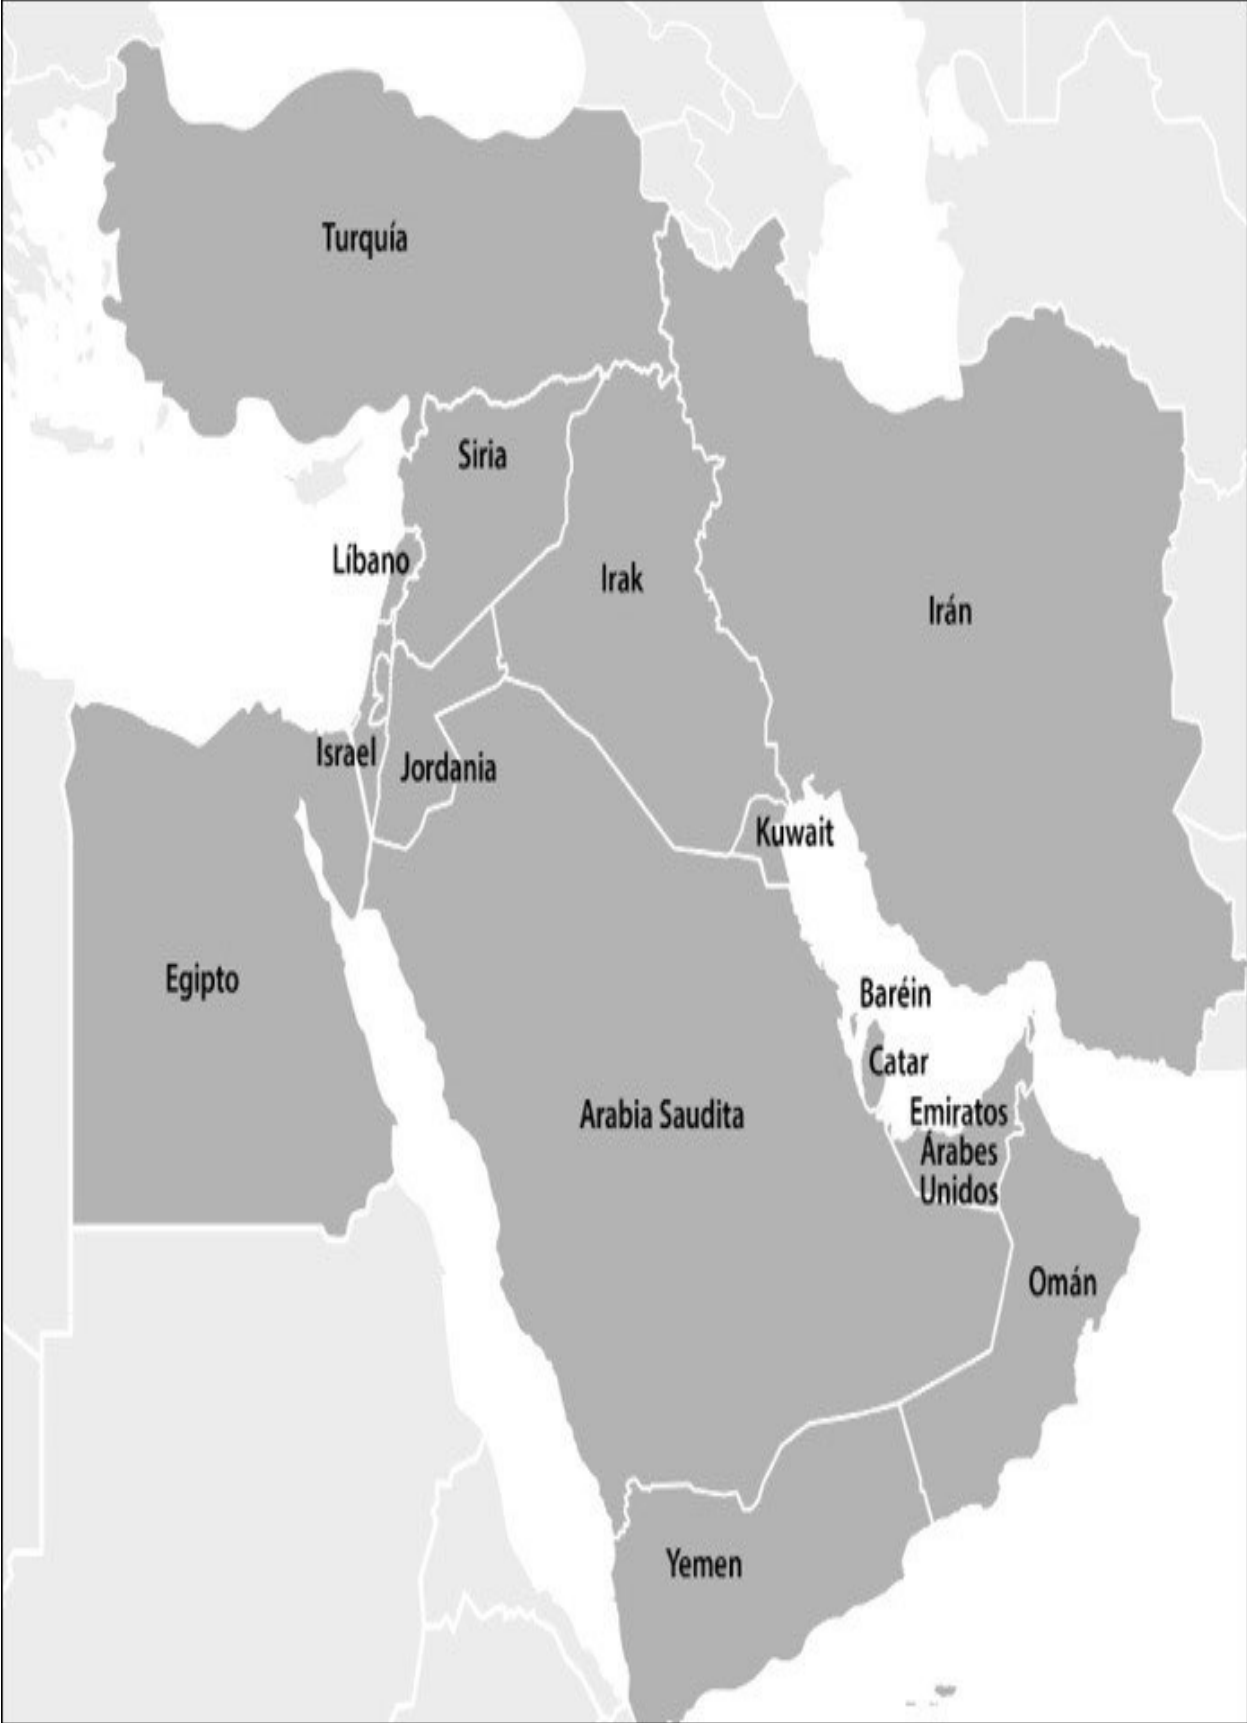 Turquía
Siria
Líbano
Irak
Irán
Israel
Jordania
Kuwait
Egipto
Baréin
Catar
Arabia Saudita
Emiratos
Árabes
Unidos
Omán
Yemen